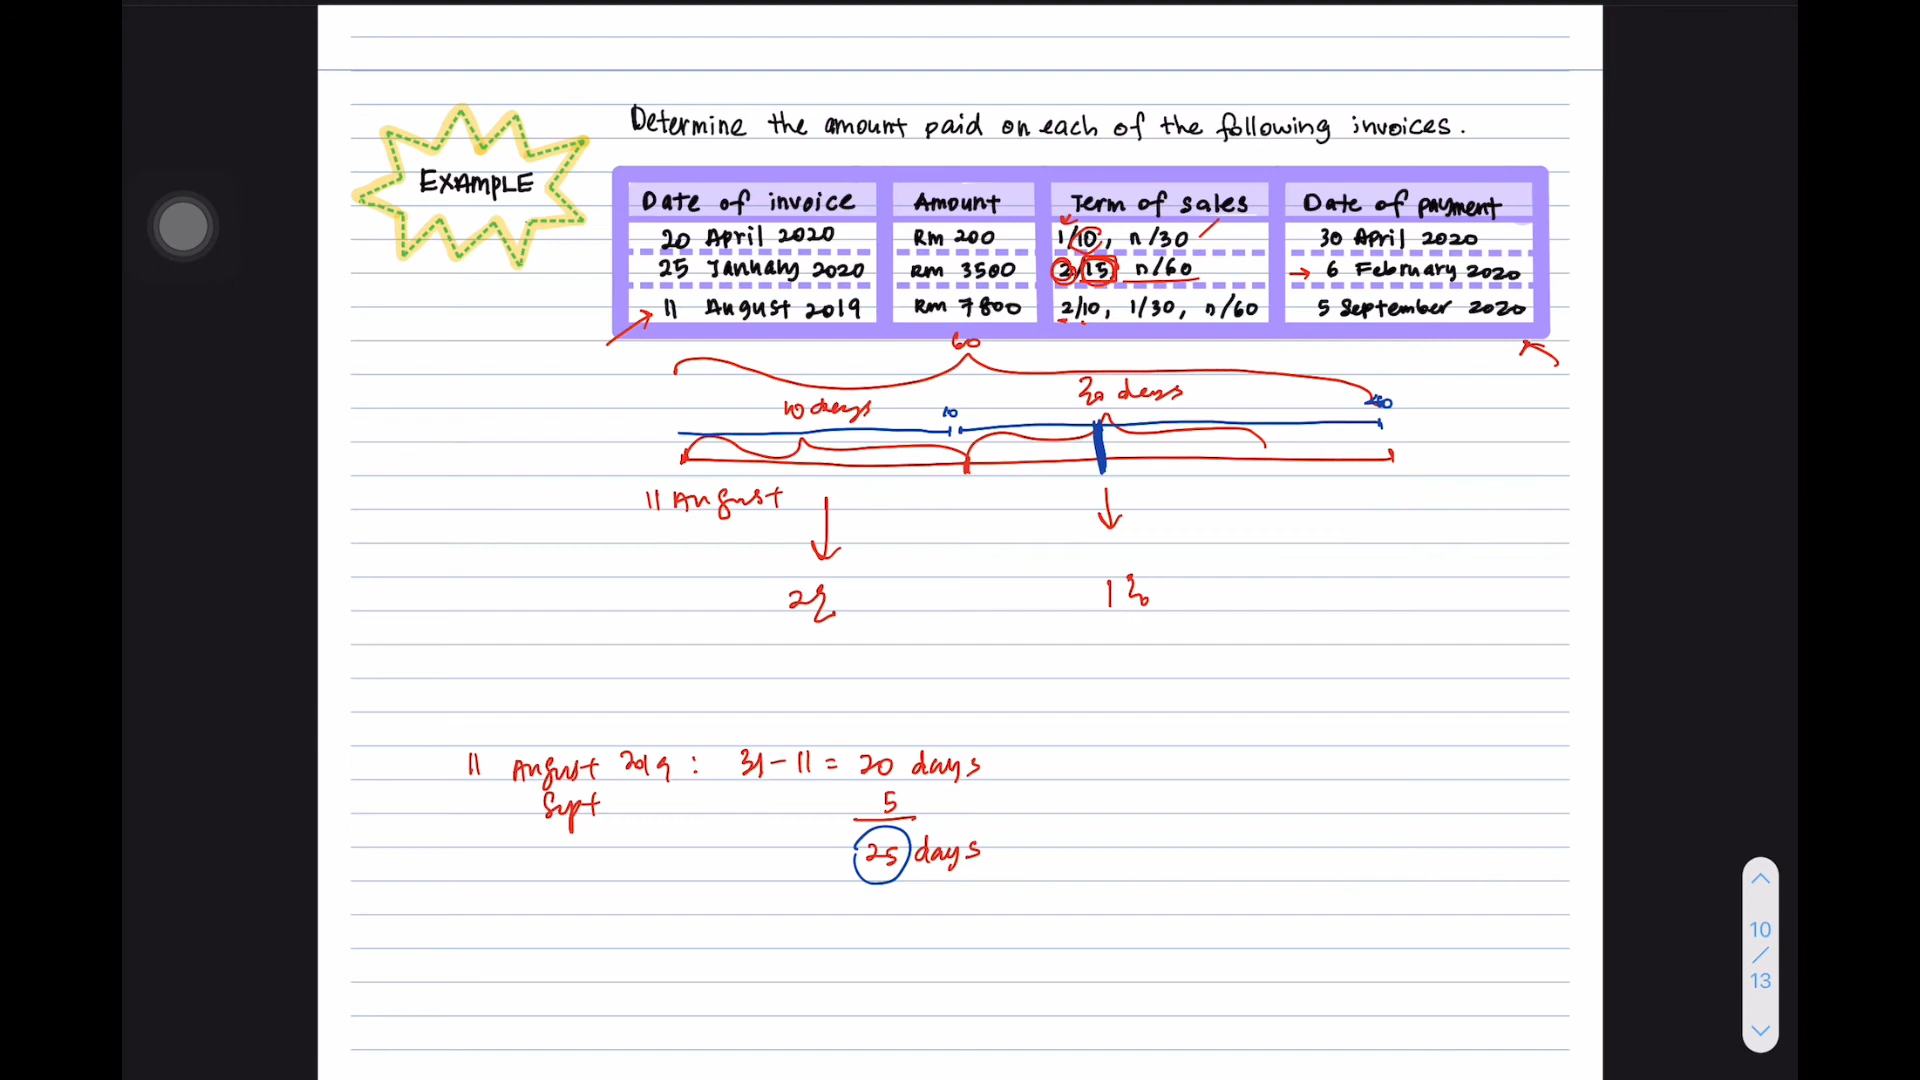 Determine the amount paid on each of the following invoices.
EXAMPLE
Date of invoice Amount Term of sales Date of payment
20 April 2020 RM 200 1/10, n/30 30 April 2020
25 January 2020 RM 3500 2/15 n/60 6 February 2020
11 August 2019 RM 7800 2/10, 1/30, n/60 5 September 2020
60
10 days 10 30 days
11 August
2% 1%
11 August 2019 : 31 - 11 = 20 days
Sept 5
25 days
10
/
13